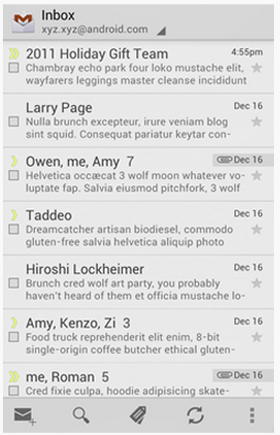 Inbox
xyz.xyz@android.com
2011 Holiday Gift Team 4:55pm
Chambray echo park four loko mustache elit,
wayfarers leggings master cleanse incididunt
Larry Page Dec 16
Nulla brunch excepteur, irure veniam blog
sint squid. Consequat pariatur keytar con-
Owen, me, Amy 7 Dec 16
Helvetica occæcat 3 wolf moon whatever vo-
luptate fap. Salvia eiusmod pitchfork, 3 wolf
Taddeo Dec 16
Dreamcatcher artisan biodiesel, commodo
gluten-free salvia helvetica aliquip photo
Hiroshi Lockheimer Dec 16
Brunch cred wolf art party, you probably
haven't heard of them et officia mustache lo-
Amy, Kenzo, Zi 3 Dec 16
Food truck reprehenderit elit enim, 8-bit
single-origin coffee butcher ethical gluten-
me, Roman 5 Dec 16
Cred fixie culpa, hoodie adipisicing skate-